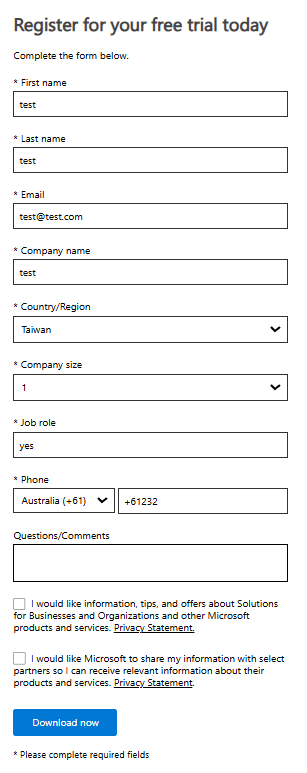 Register for your free trial today
Complete the form below.
* First name
test
* Last name
test
* Email
test@test.com
* Company name
test
* Country/Region
Taiwan
* Company size
1
* Job role
yes
* Phone
Australia (+61) +61232
Questions/Comments
I would like information, tips, and offers about Solutions
for Businesses and Organizations and other Microsoft
products and services. Privacy Statement.
I would like Microsoft to share my information with select
partners so I can receive relevant information about their
products and services. Privacy Statement.
Download now
* Please complete required fields